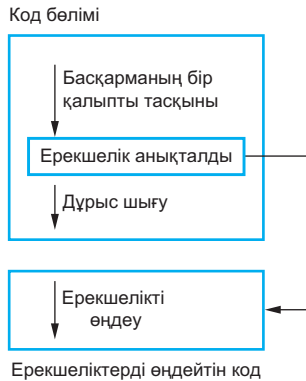 Код бөлімі
Басқарманың бір
қалыпты тасқыны
Ерекшелік анықталды
Дұрыс шығу
Ерекшелікті
өңдеу
Ерекшеліктерді өңдейтін код